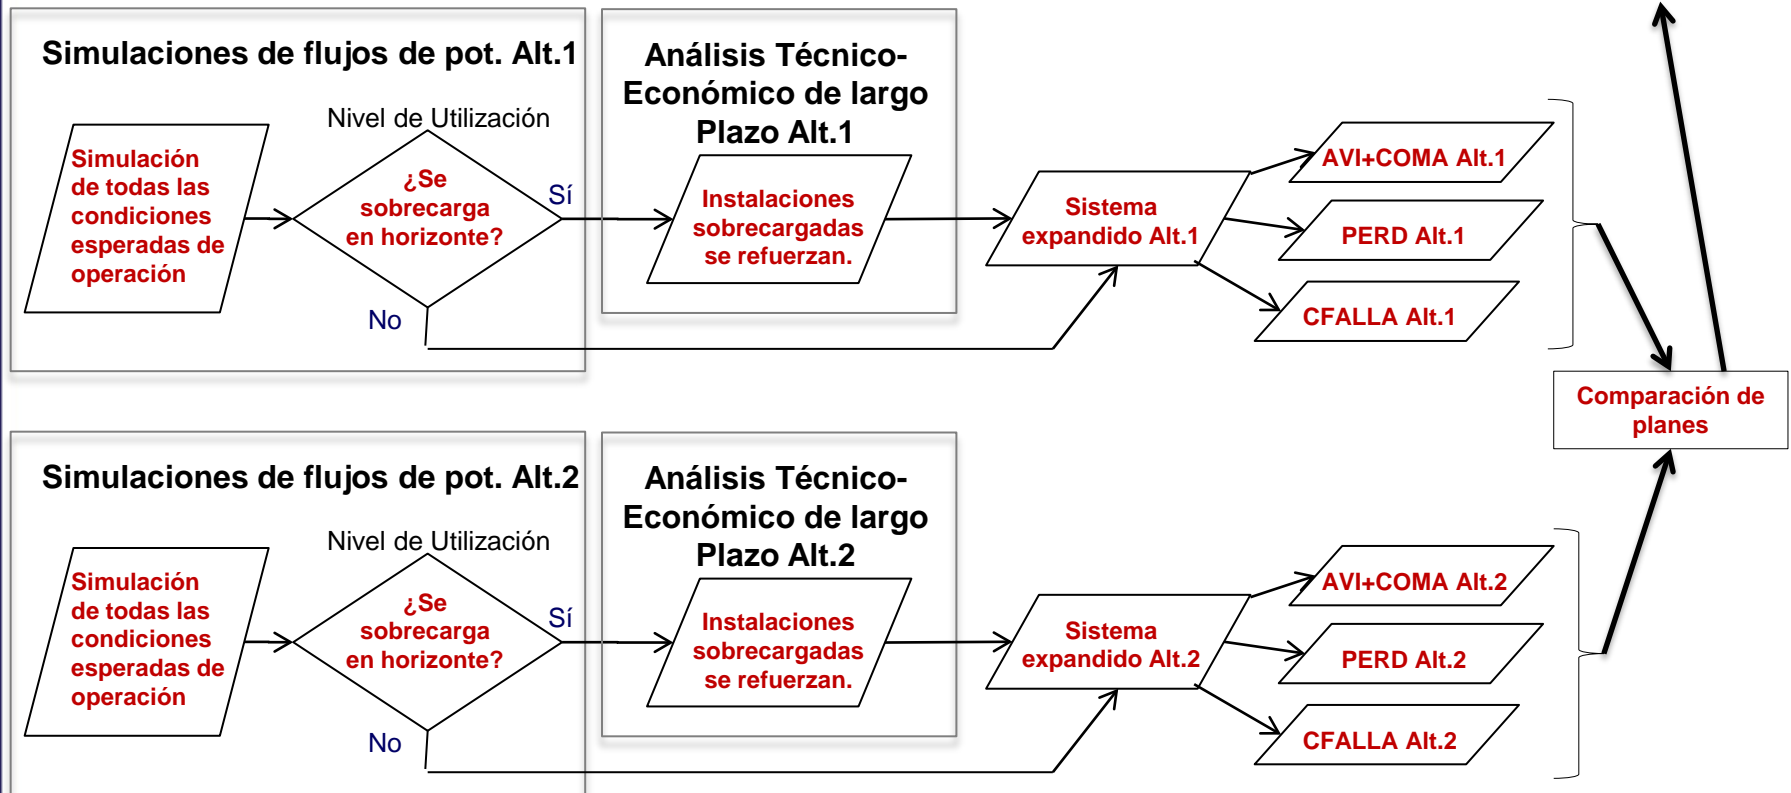 Simulaciones de flujos de pot. Alt.1
Nivel de Utilización
Simulación
de todas las
condiciones
esperadas de
operación
¿Se
sobrecarga
en horizonte?
Sí
No
Análisis Técnico-
Económico de largo
Plazo Alt.1
Instalaciones
sobrecargadas
se refuerzan.
Sistema
expandido Alt.1
AVI+COMA Alt.1
PERD Alt.1
CFALLA Alt.1
Comparación de
planes
Simulaciones de flujos de pot. Alt.2
Nivel de Utilización
Simulación
de todas las
condiciones
esperadas de
operación
¿Se
sobrecarga
en horizonte?
Sí
No
Análisis Técnico-
Económico de largo
Plazo Alt.2
Instalaciones
sobrecargadas
se refuerzan.
Sistema
expandido Alt.2
AVI+COMA Alt.2
PERD Alt.2
CFALLA Alt.2